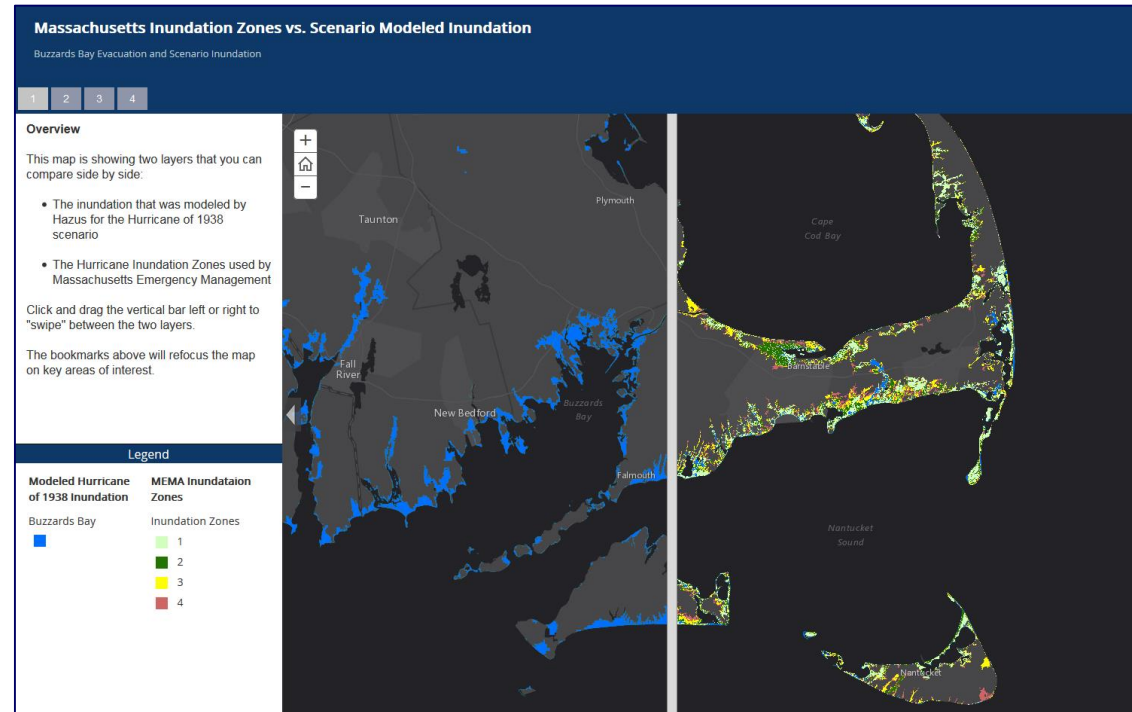 Massachusetts Inundation Zones vs. Scenario Modeled Inundation
Buzzards Bay Evacuation and Scenario Inundation
1 2 3 4
Overview
This map is showing two layers that you can
compare side by side:
• The inundation that was modeled by
Hazus for the Hurricane of 1938
scenario
• The Hurricane Inundation Zones used by
Massachusetts Emergency Management
Click and drag the vertical bar left or right to
"swipe" between the two layers.
The bookmarks above will refocus the map
on key areas of interest.
Legend
Modeled Hurricane
of 1938 Inundation
Buzzards Bay
MEMA Inundataion
Zones
Inundation Zones
1
2
3
4
+
−
Plymouth
Taunton
Cape
Cod Bay
Fall
River
Barnstable
New Bedford
Buzzards
Bay
Falmouth
Nantucket
Sound
Nantucket